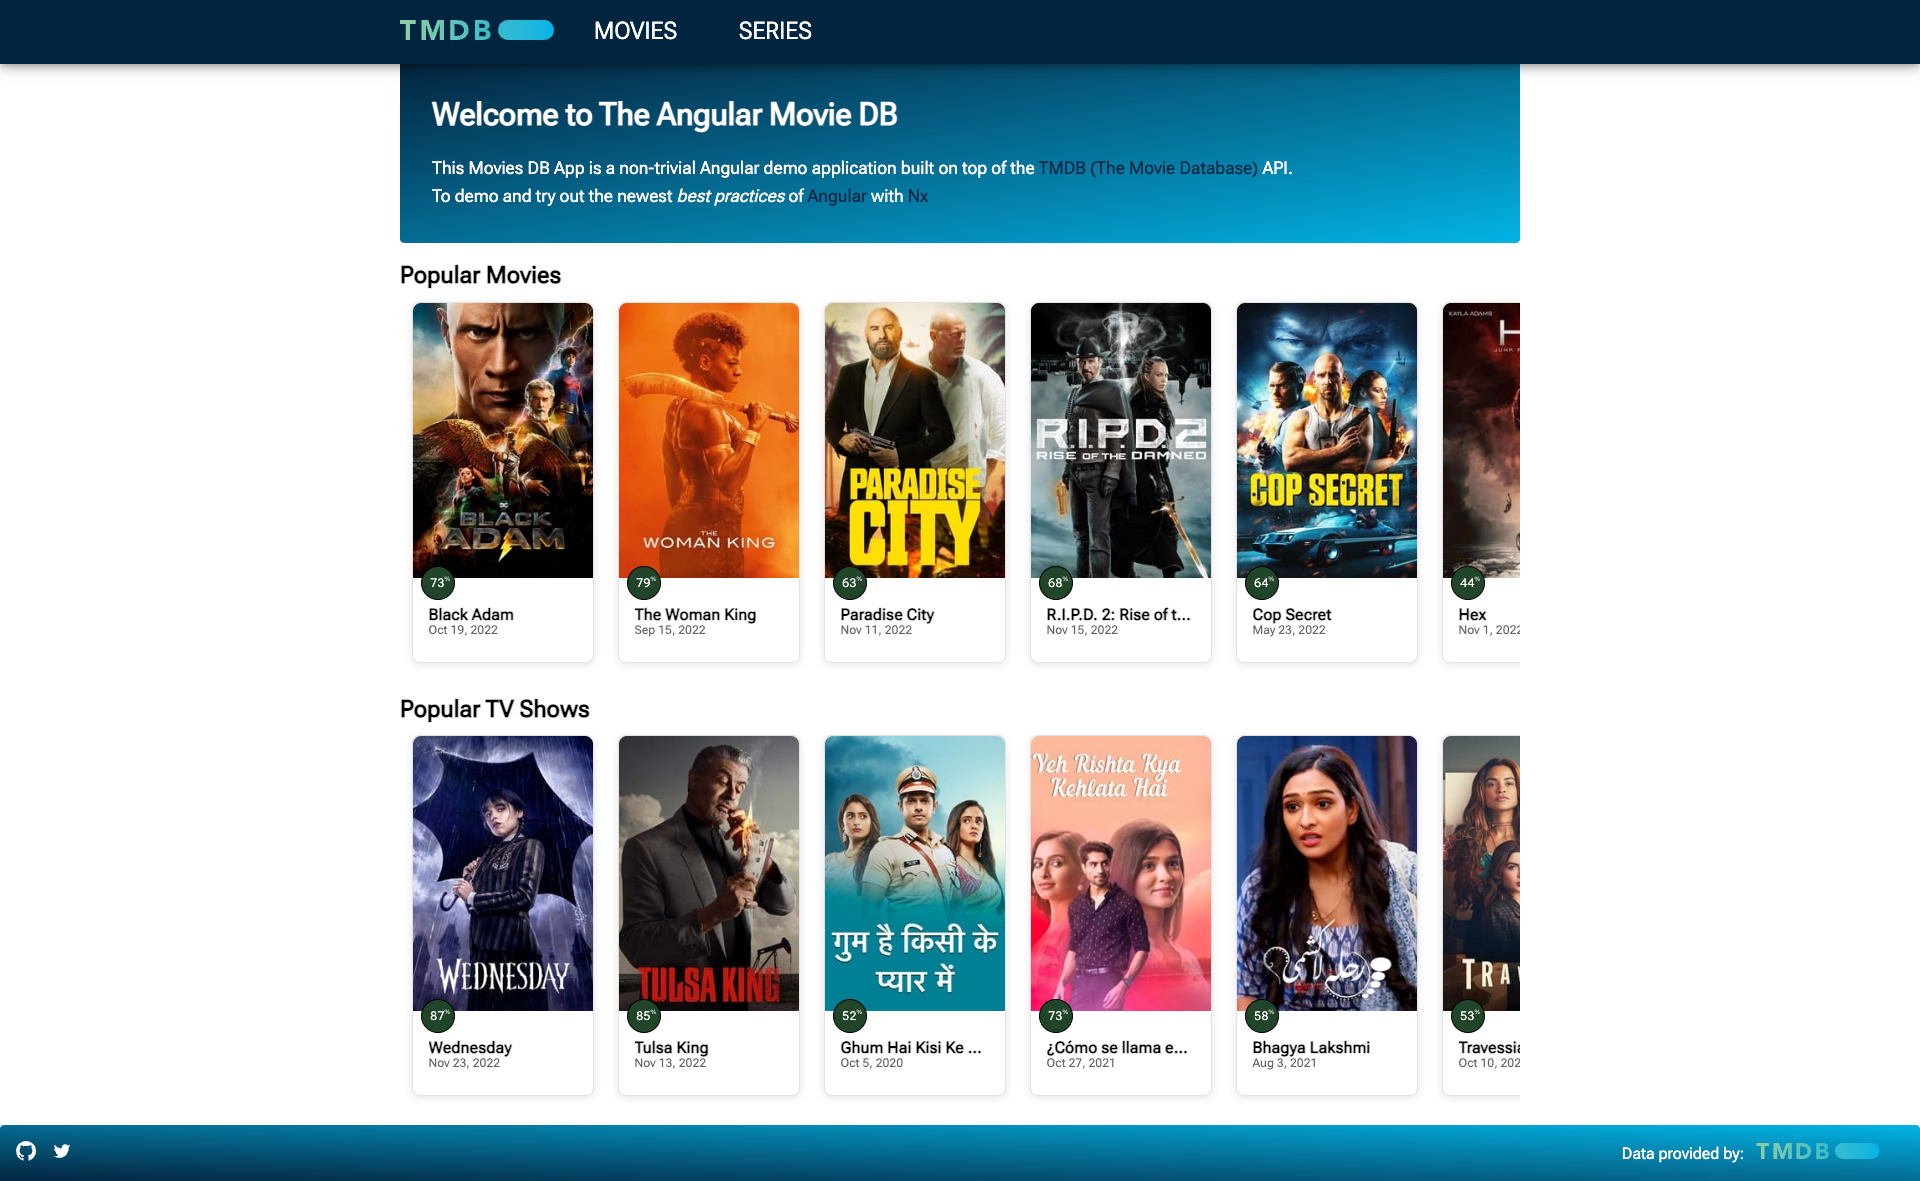 TMDB MOVIES SERIES
Welcome to The Angular Movie DB
This Movies DB App is a non-trivial Angular demo application built on top of the TMDB (The Movie Database) API.
To demo and try out the newest best practices of Angular with Nx
Popular Movies
DC
BLACK
ADAM
73%
Black Adam
Oct 19, 2022
THE
WOMAN KING
79%
The Woman King
Sep 15, 2022
PARADISE
CITY
63%
Paradise City
Nov 11, 2022
R.I.P.D. 2
RISE OF THE DAMNED
68%
R.I.P.D. 2: Rise of t...
Nov 15, 2022
COP SECRET
64%
Cop Secret
May 23, 2022
KAYLA ADAMS
H
JUMP.
44%
Hex
Nov 1, 2022
Popular TV Shows
WEDNESDAY
87%
Wednesday
Nov 23, 2022
TULSA KING
85%
Tulsa King
Nov 13, 2022
गुम है किसी के
प्यार में
52%
Ghum Hai Kisi Ke ...
Oct 5, 2020
Yeh Rishta Kya
Kehlata Hai
73%
¿Cómo se llama e...
Oct 27, 2021
رحلة لاكشمي
58%
Bhagya Lakshmi
Aug 3, 2021
TRAV
53%
Travessia
Oct 10, 202
Data provided by: TMDB